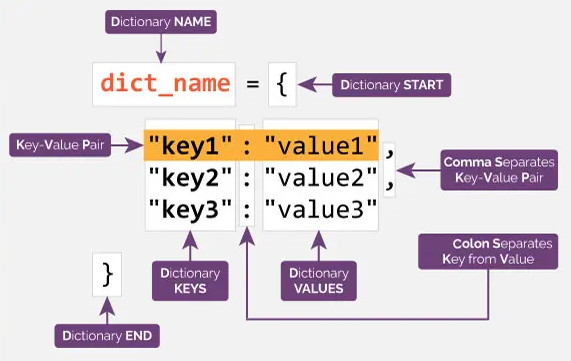 Dictionary NAME
dict_name = {
Dictionary START
Key-Value Pair
"key1" : "value1" ,
"key2" : "value2" ,
"key3" : "value3"
Comma Separates
Key-Value Pair
Colon Separates
Key from Value
Dictionary
KEYS
Dictionary
VALUES
}
Dictionary END